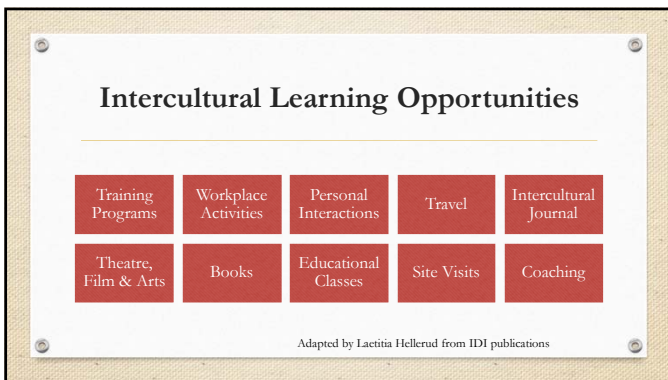 Intercultural Learning Opportunities
Training
Programs
Workplace
Activities
Personal
Interactions
Travel
Intercultural
Journal
Theatre,
Film & Arts
Books
Educational
Classes
Site Visits
Coaching
Adapted by Laetitia Hellerud from IDI publications